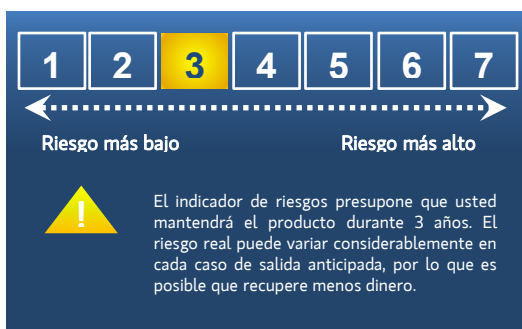 1 2 3 4 5 6 7
Riesgo más bajo Riesgo más alto
!
El indicador de riesgos presupone que usted
mantendrá el producto durante 3 años. El
riesgo real puede variar considerablemente en
cada caso de salida anticipada, por lo que es
posible que recupere menos dinero.